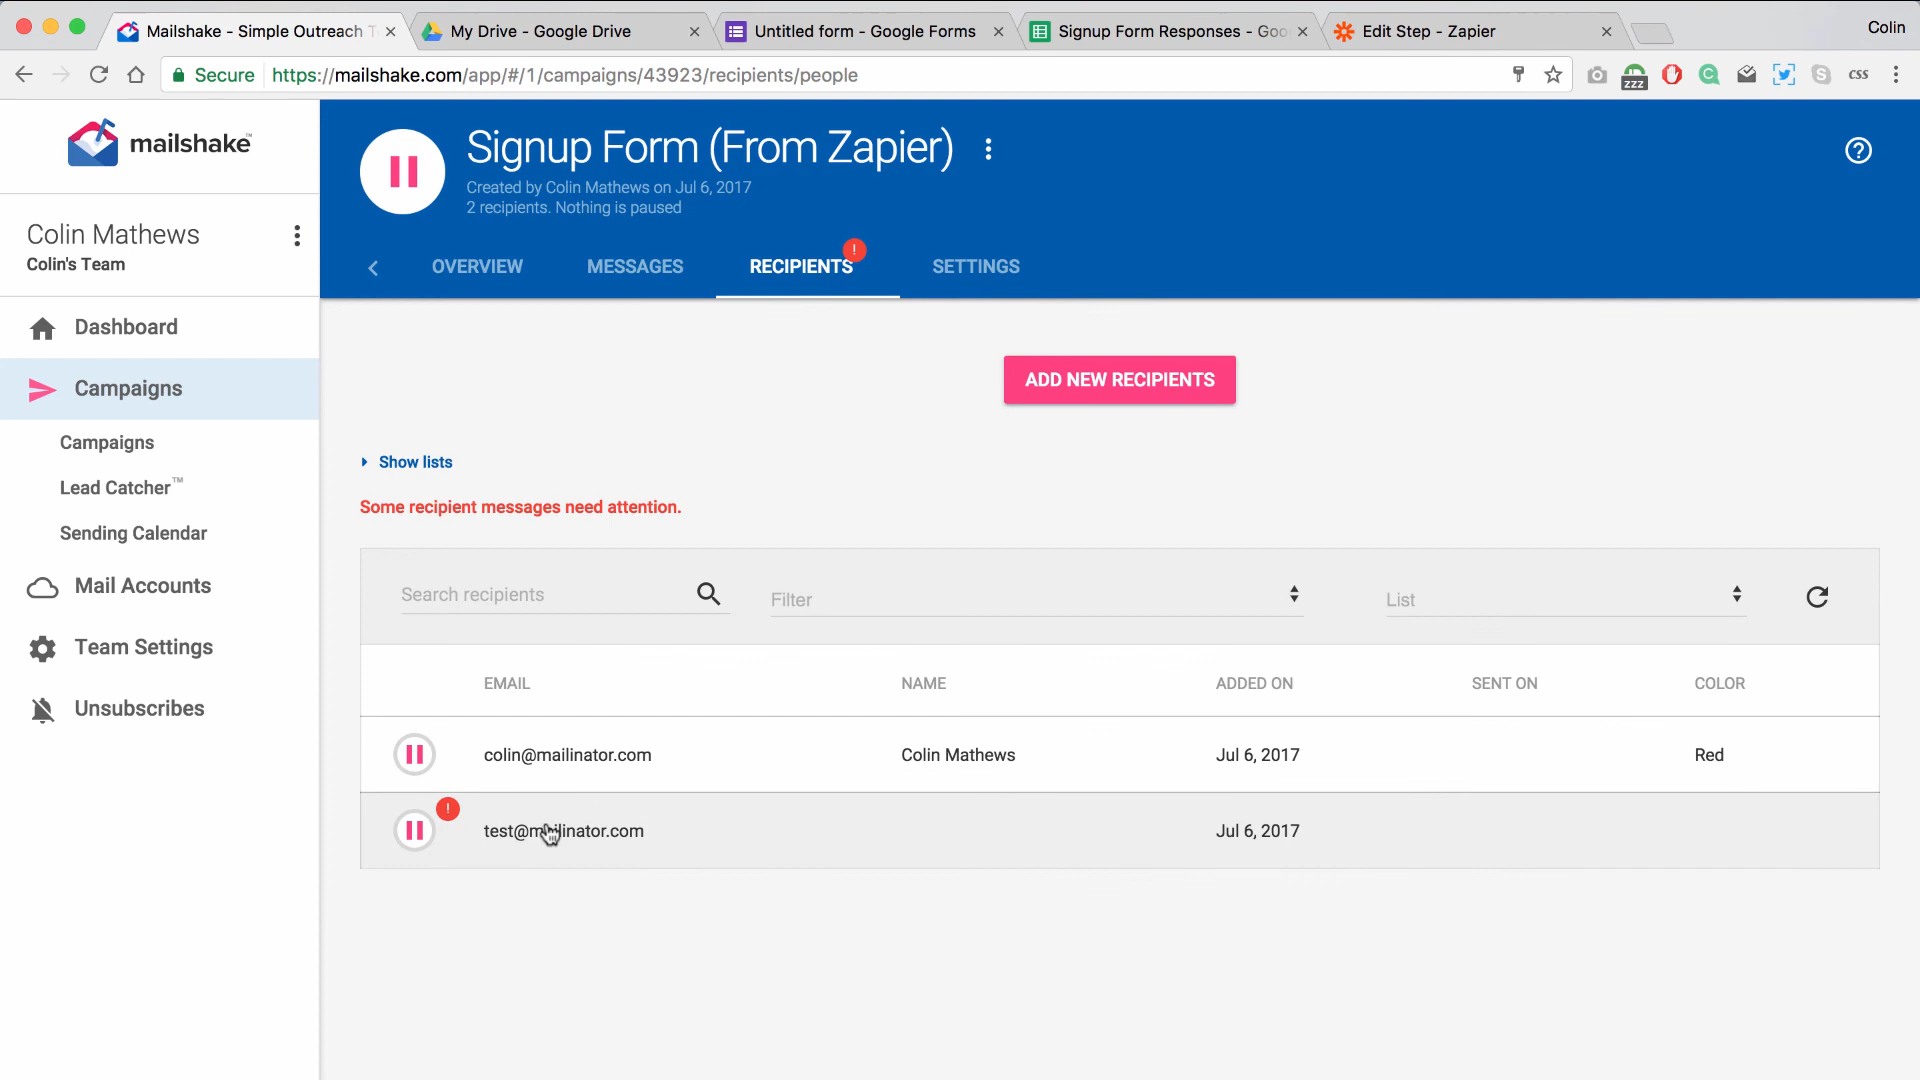 Mailshake - Simple Outreach T
My Drive - Google Drive
Untitled form - Google Forms
Signup Form Responses - Goo
Edit Step - Zapier
Colin
Secure
https://mailshake.com/app/#/1/campaigns/43923/recipients/people
zzz
css
mailshake™
Colin Mathews
Colin's Team
Dashboard
Campaigns
Campaigns
Lead Catcher™
Sending Calendar
Mail Accounts
Team Settings
Unsubscribes
Signup Form (From Zapier)
Created by Colin Mathews on Jul 6, 2017
2 recipients. Nothing is paused
OVERVIEW
MESSAGES
RECIPIENTS
!
SETTINGS
ADD NEW RECIPIENTS
Show lists
Some recipient messages need attention.
Search recipients
Filter
List
EMAIL NAME ADDED ON SENT ON COLOR
colin@mailinator.com Colin Mathews Jul 6, 2017 Red
!
test@mailinator.com Jul 6, 2017